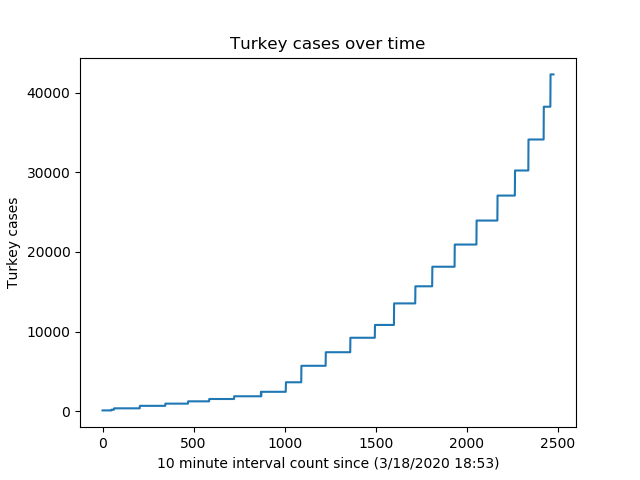 Turkey cases over time
Turkey cases
40000
30000
20000
10000
0
0 500 1000 1500 2000 2500
10 minute interval count since (3/18/2020 18:53)